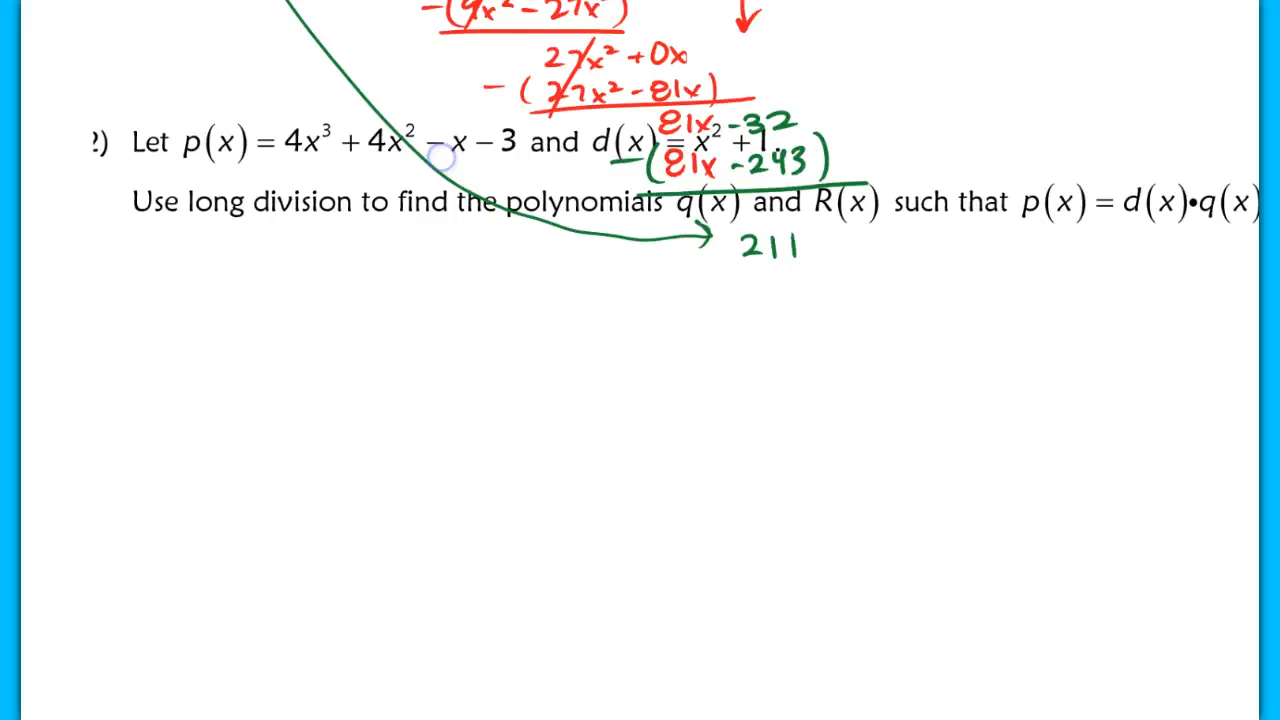 -(9x² - 27x²)
27x² + 0x
-(27x² - 81x)
81x - 32
2) Let p(x) = 4x³ + 4x² - x - 3 and d(x) = x² + 1.
-(81x - 243)
Use long division to find the polynomials q(x) and R(x) such that p(x) = d(x)•q(x)
211